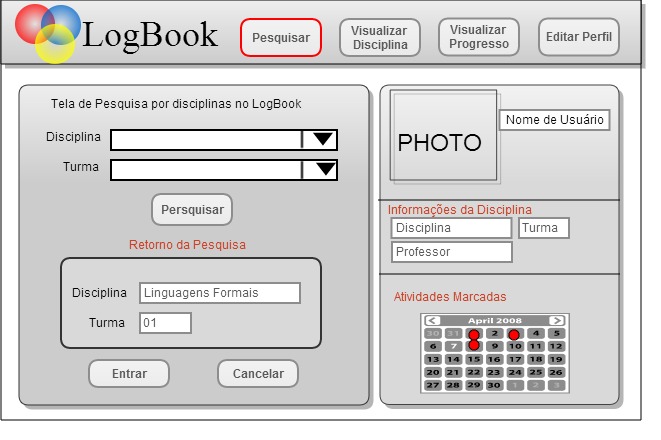 LogBook
Pesquisar
Visualizar
Disciplina
Visualizar
Progresso
Editar Perfil
Tela de Pesquisa por disciplinas no LogBook
Disciplina
Turma
Persquisar
Retorno da Pesquisa
Disciplina Linguagens Formais
Turma 01
Entrar Cancelar
PHOTO
Nome de Usuário
Informações da Disciplina
Disciplina Turma
Professor
Atividades Marcadas
April 2008
30 31 2 4 5
6 7 9 10 11 12
13 14 15 16 17 18 19
20 21 22 23 24 25 26
27 28 29 30 1 2 3